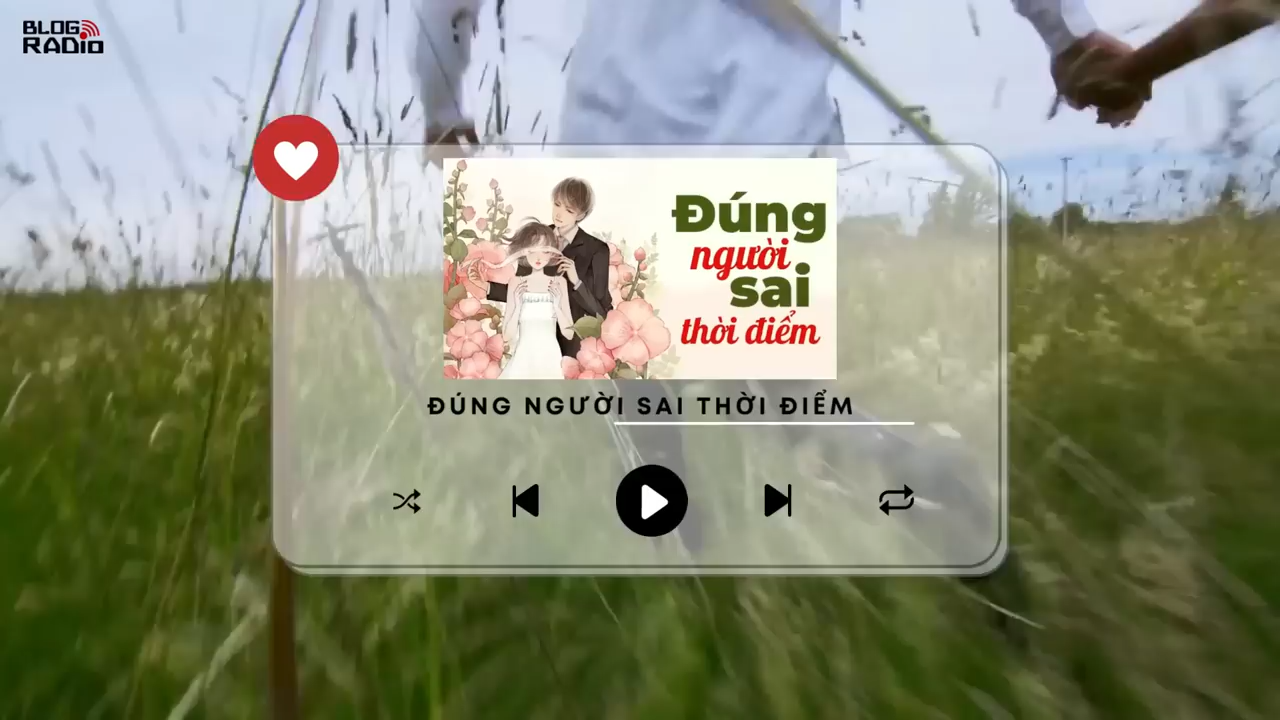 BLOG
RADIO
Đúng
người
sai
thời điểm
ĐÚNG NGƯỜI SAI THỜI ĐIỂM